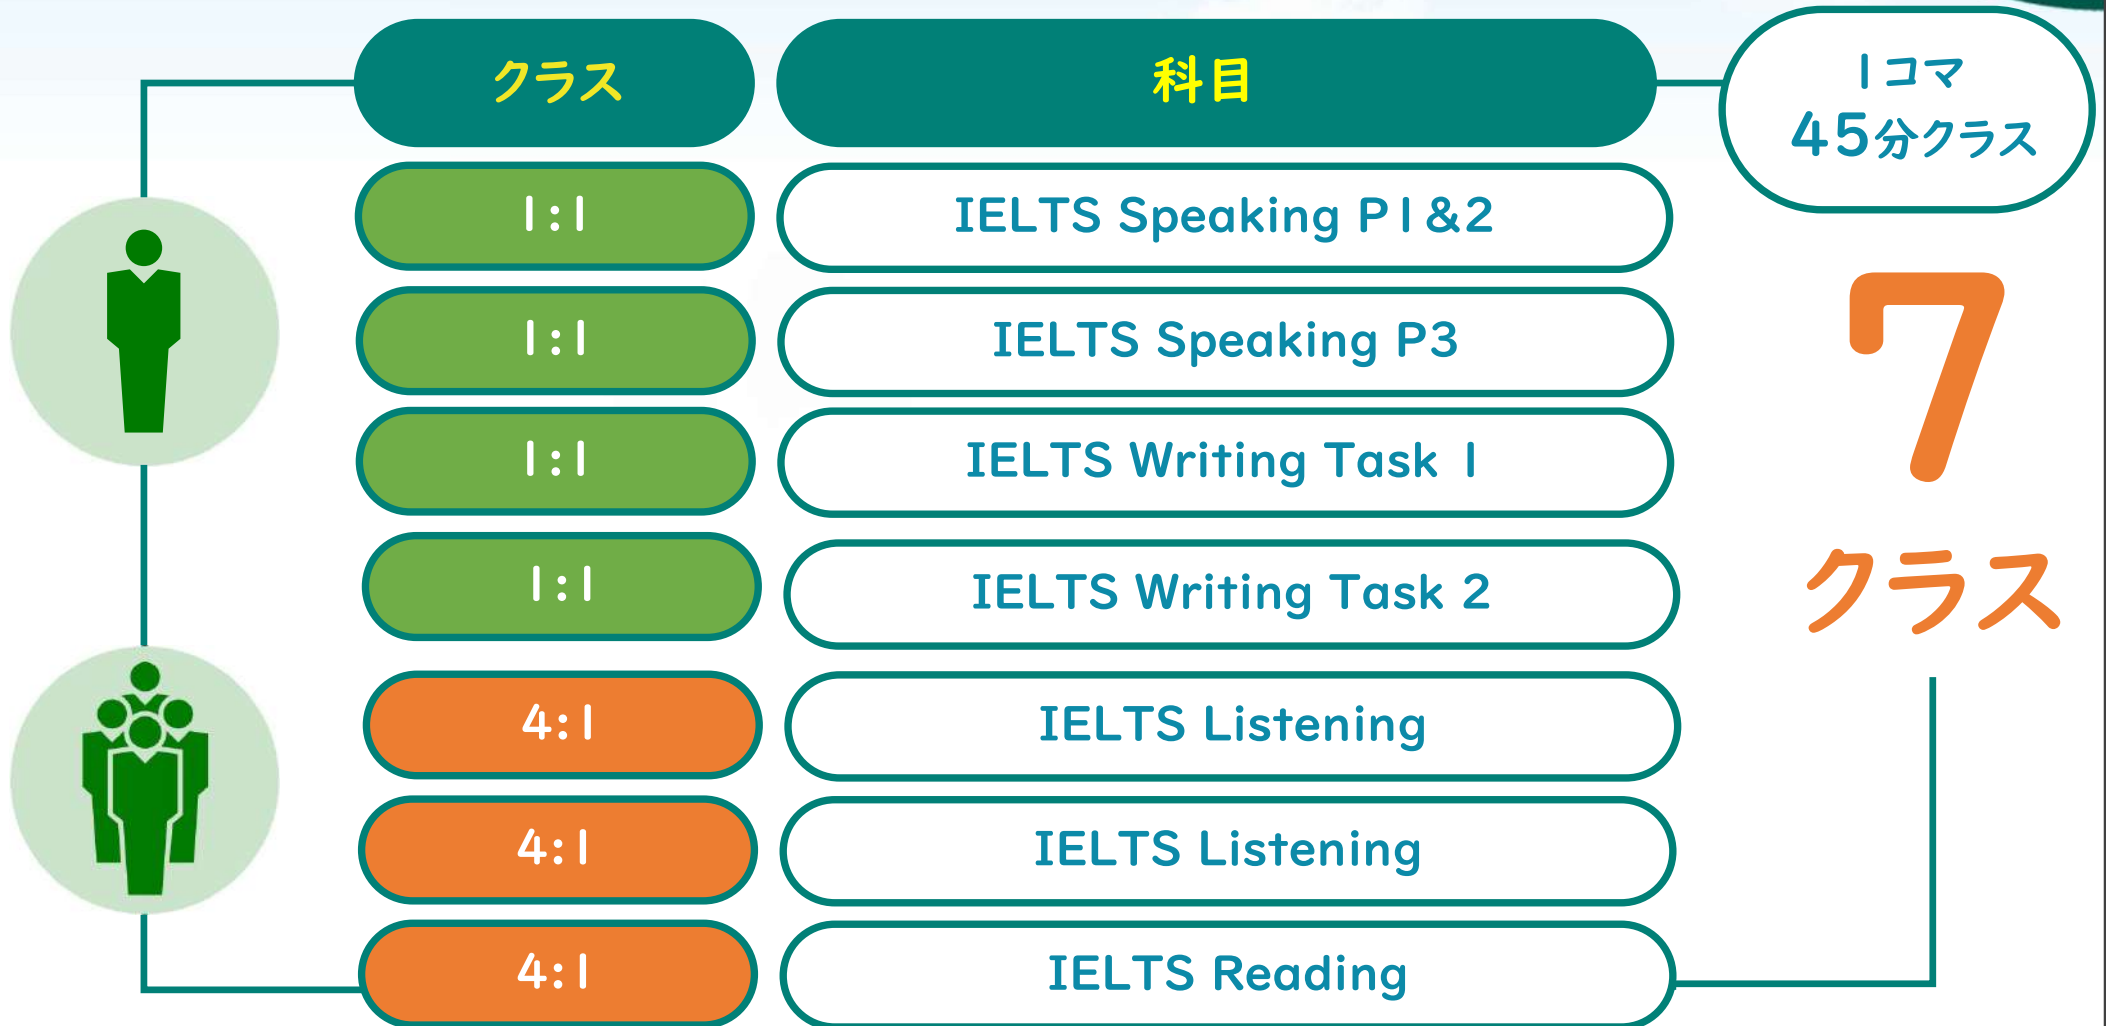 クラス 科目
1コマ
45分クラス
1:1 IELTS Speaking P1&2
1:1 IELTS Speaking P3
1:1 IELTS Writing Task 1
1:1 IELTS Writing Task 2
4:1 IELTS Listening
4:1 IELTS Listening
4:1 IELTS Reading
7
クラス